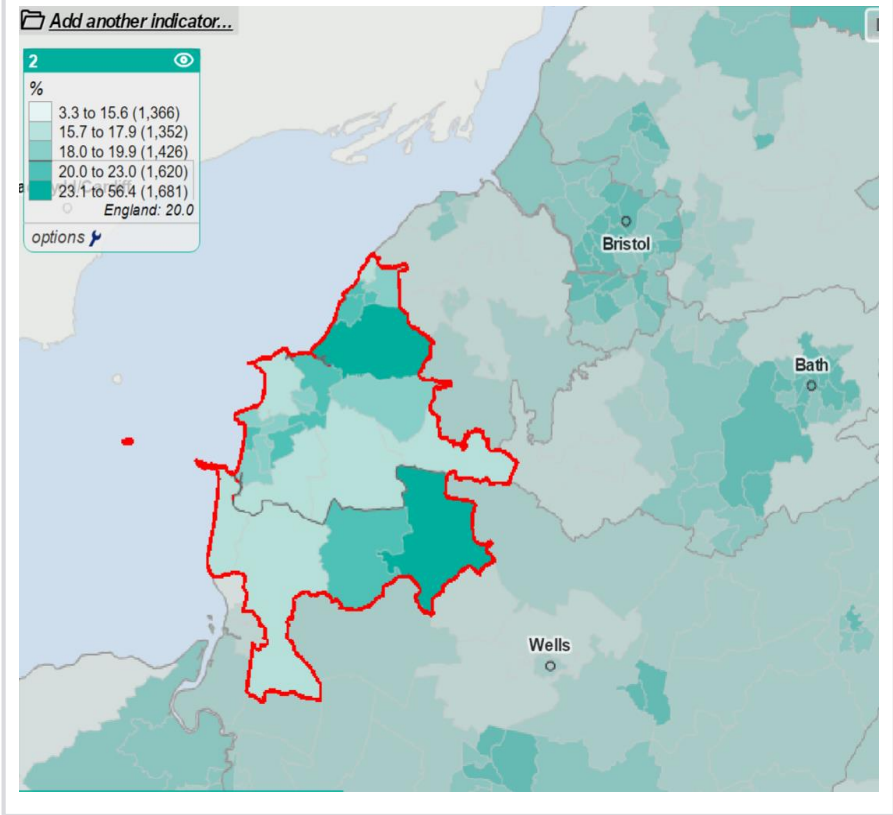 Add another indicator...
2
%
3.3 to 15.6 (1,366)
15.7 to 17.9 (1,352)
18.0 to 19.9 (1,426)
20.0 to 23.0 (1,620)
23.1 to 56.4 (1,681)
England: 20.0
options
Bristol
Bath
Wells